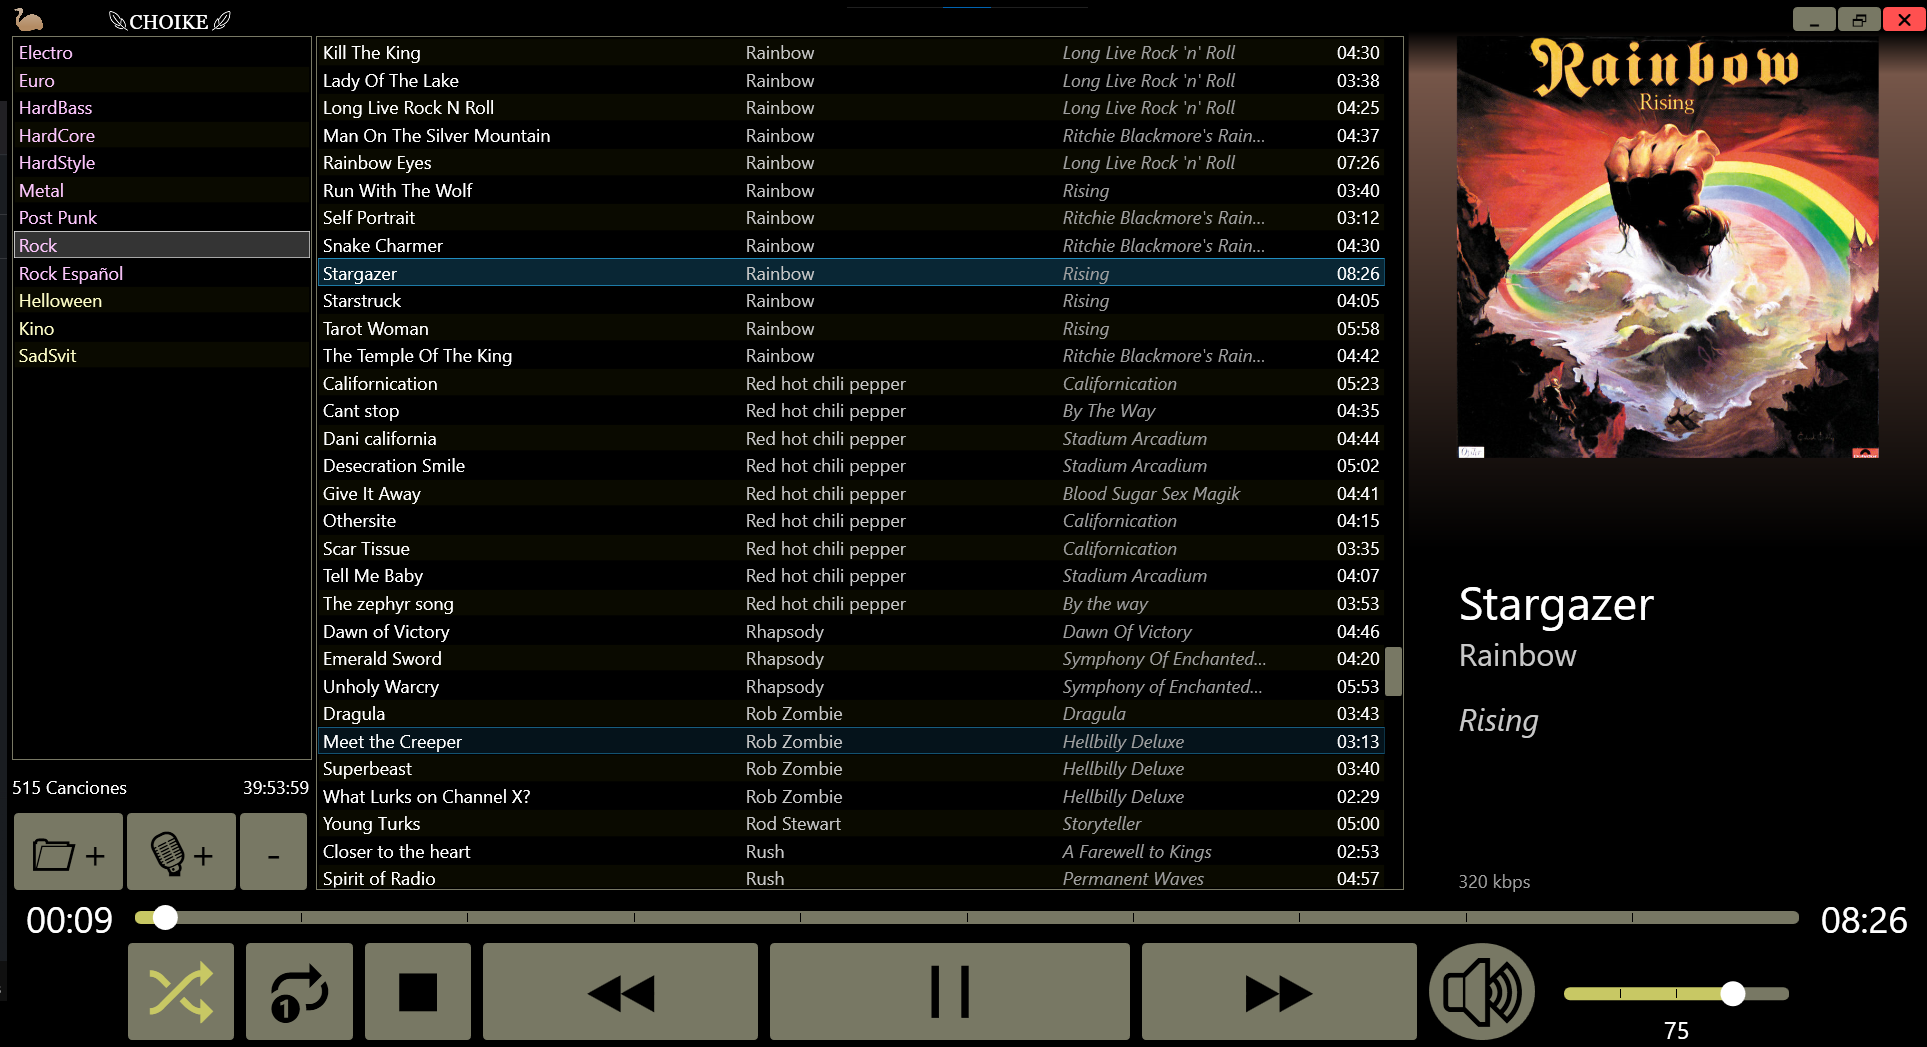 CHOIKE
Electro
Euro
HardBass
HardCore
HardStyle
Metal
Post Punk
Rock
Rock Español
Helloween
Kino
SadSvit
515 Canciones 39:53:59
+ + -
Kill The King Rainbow Long Live Rock 'n' Roll 04:30
Lady Of The Lake Rainbow Long Live Rock 'n' Roll 03:38
Long Live Rock N Roll Rainbow Long Live Rock 'n' Roll 04:25
Man On The Silver Mountain Rainbow Ritchie Blackmore's Rain... 04:37
Rainbow Eyes Rainbow Long Live Rock 'n' Roll 07:26
Run With The Wolf Rainbow Rising 03:40
Self Portrait Rainbow Ritchie Blackmore's Rain... 03:12
Snake Charmer Rainbow Ritchie Blackmore's Rain... 04:30
Stargazer Rainbow Rising 08:26
Starstruck Rainbow Rising 04:05
Tarot Woman Rainbow Rising 05:58
The Temple Of The King Rainbow Ritchie Blackmore's Rain... 04:42
Californication Red hot chili pepper Californication 05:23
Cant stop Red hot chili pepper By The Way 04:35
Dani california Red hot chili pepper Stadium Arcadium 04:44
Desecration Smile Red hot chili pepper Stadium Arcadium 05:02
Give It Away Red hot chili pepper Blood Sugar Sex Magik 04:41
Othersite Red hot chili pepper Californication 04:15
Scar Tissue Red hot chili pepper Californication 03:35
Tell Me Baby Red hot chili pepper Stadium Arcadium 04:07
The zephyr song Red hot chili pepper By the way 03:53
Dawn of Victory Rhapsody Dawn Of Victory 04:46
Emerald Sword Rhapsody Symphony Of Enchanted... 04:20
Unholy Warcry Rhapsody Symphony of Enchanted... 05:53
Dragula Rob Zombie Dragula 03:43
Meet the Creeper Rob Zombie Hellbilly Deluxe 03:13
Superbeast Rob Zombie Hellbilly Deluxe 03:40
What Lurks on Channel X? Rob Zombie Hellbilly Deluxe 02:29
Young Turks Rod Stewart Storyteller 05:00
Closer to the heart Rush A Farewell to Kings 02:53
Spirit of Radio Rush Permanent Waves 04:57
Rainbow
Rising
Stargazer
Rainbow
Rising
320 kbps
00:09 08:26
1
75